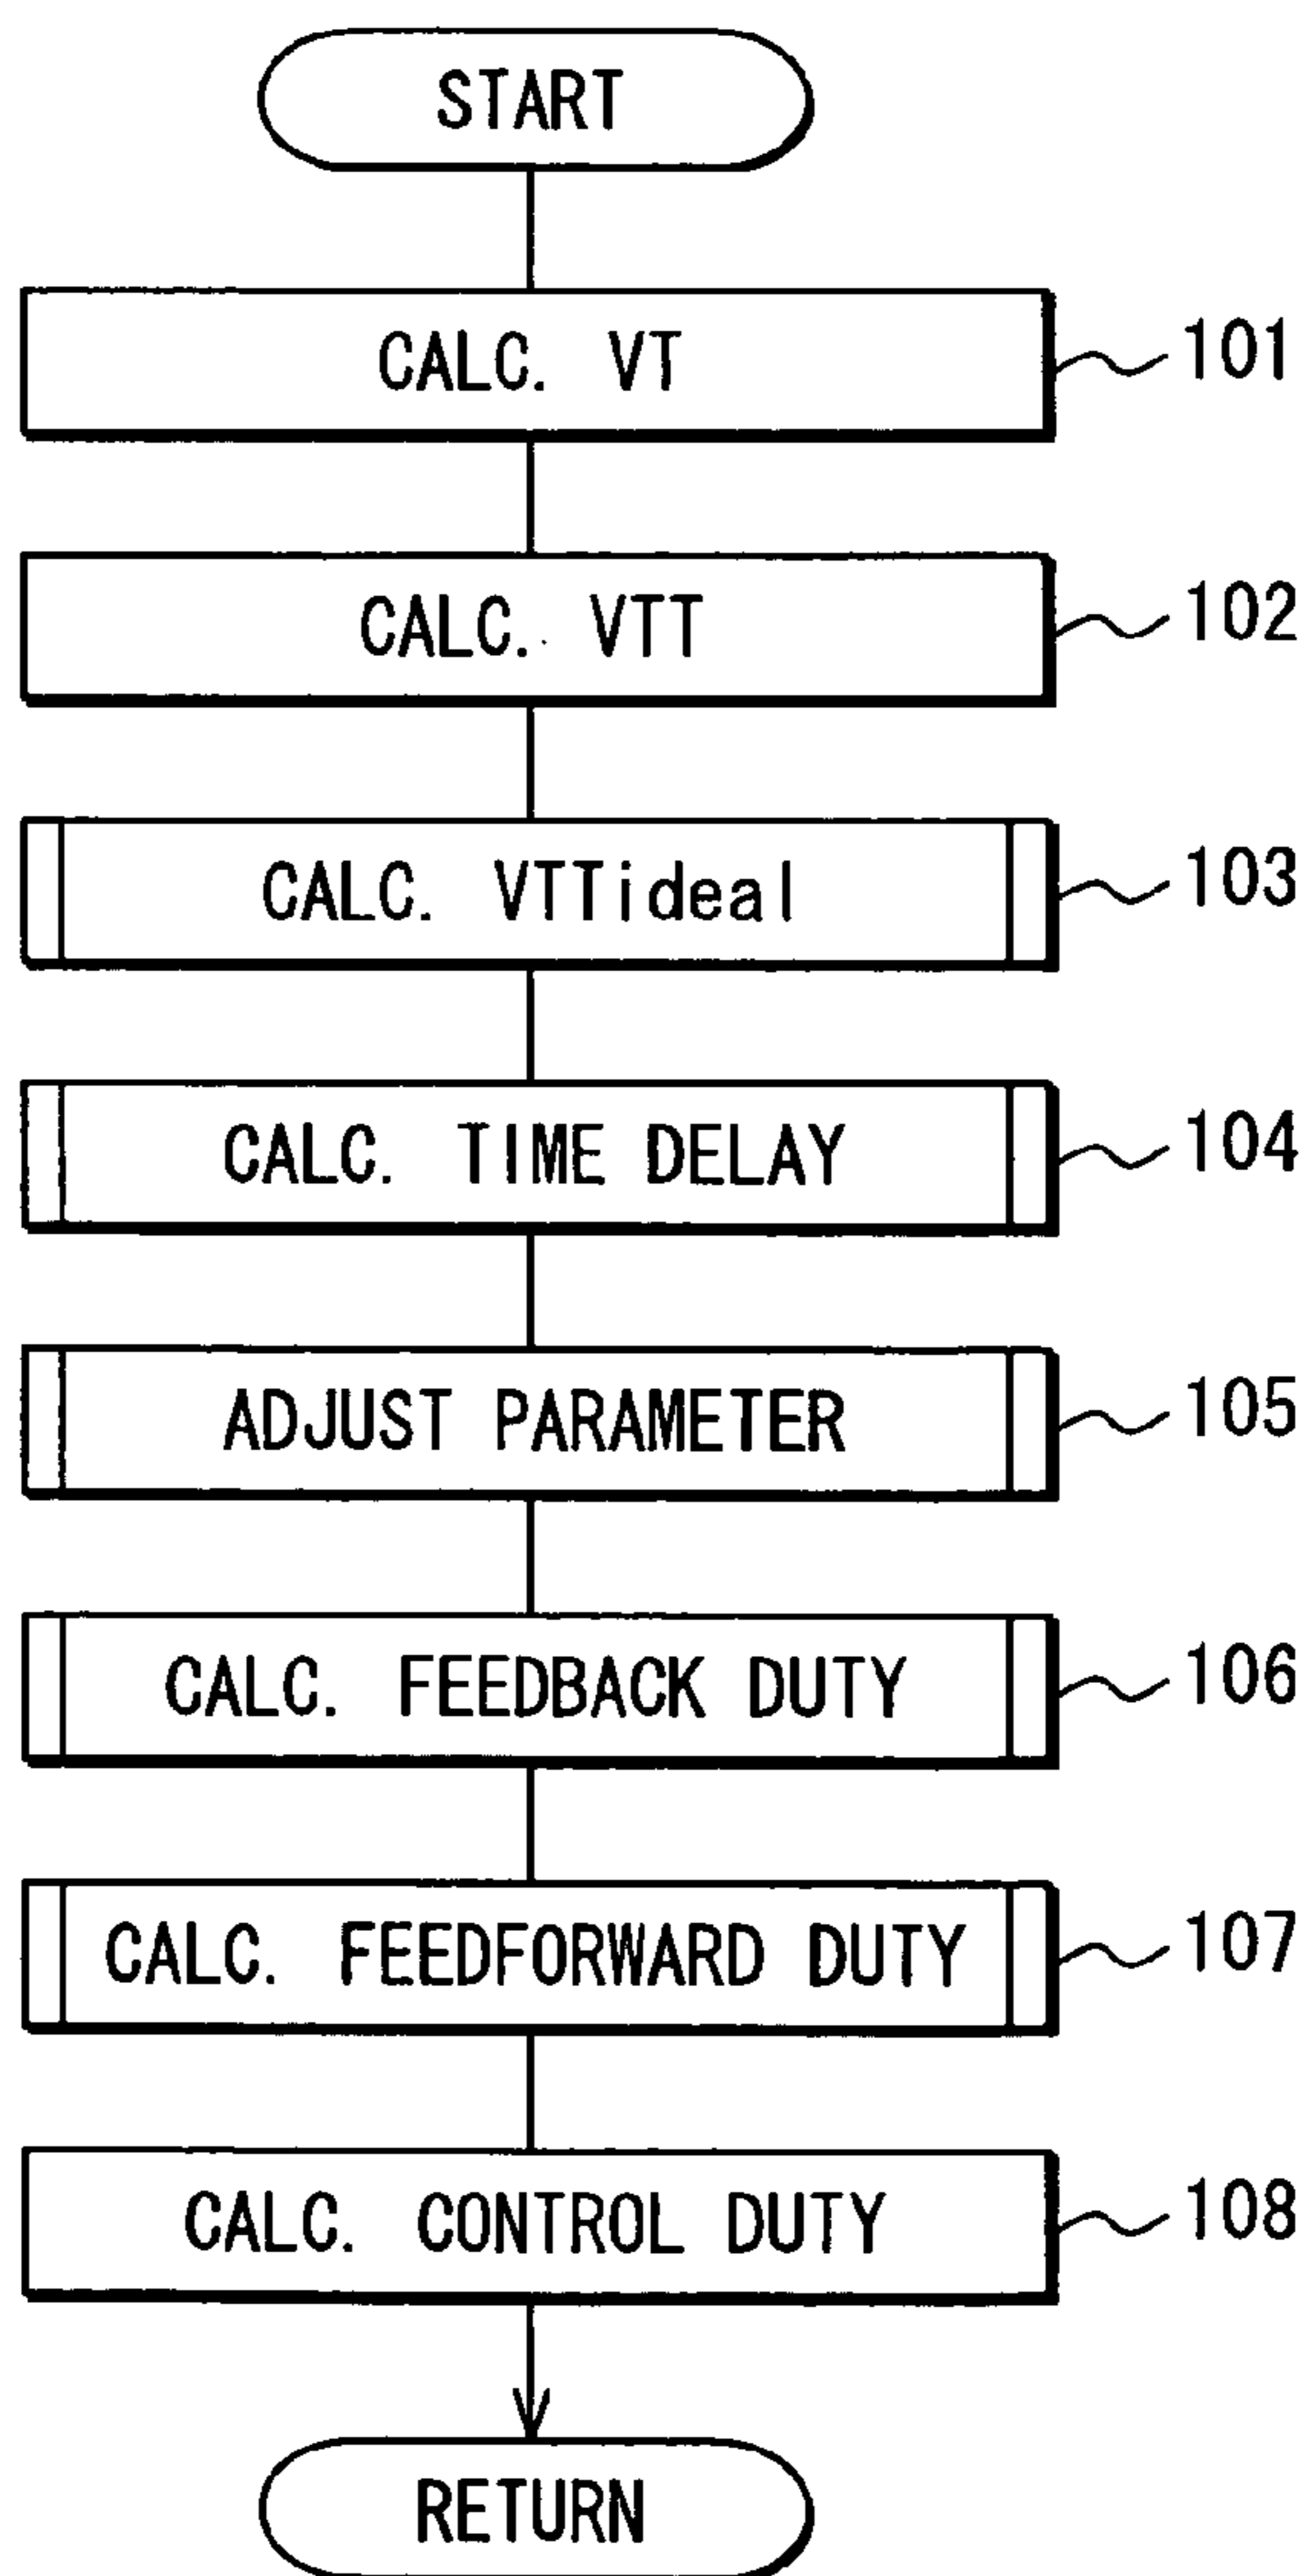 START
CALC. VT 101
CALC. VTT 102
CALC. VTTideal 103
CALC. TIME DELAY 104
ADJUST PARAMETER 105
CALC. FEEDBACK DUTY 106
CALC. FEEDFORWARD DUTY 107
CALC. CONTROL DUTY 108
RETURN